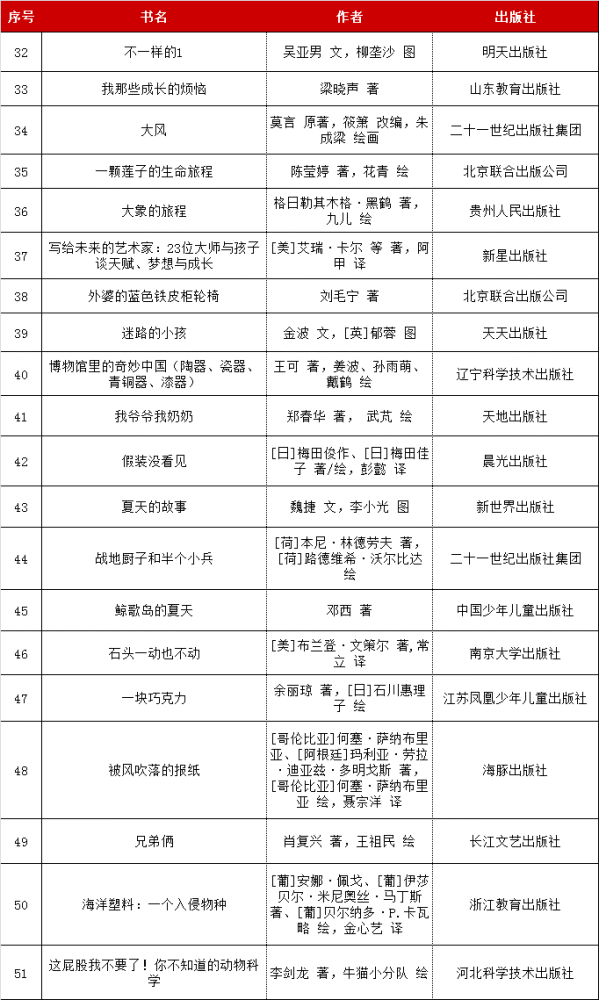 序号 书名 作者 出版社
32 不一样的1 吴亚男 文，柳垄沙 图 明天出版社
33 我那些成长的烦恼 梁晓声 著 山东教育出版社
34 大风 莫言 原著，筱箫 改编，朱
成梁 绘画 二十一世纪出版社集团
35 一颗莲子的生命旅程 陈莹婷 著，花青 绘 北京联合出版公司
36 大象的旅程 格日勒其木格·黑鹤 著，
九儿 绘 贵州人民出版社
37 写给未来的艺术家：23位大师与孩子
谈天赋、梦想与成长 [美]艾瑞·卡尔 等 著，阿
甲 译 新星出版社
38 外婆的蓝色铁皮柜轮椅 刘毛宁 著 北京联合出版公司
39 迷路的小孩 金波 文，[英]郁蓉 图 天天出版社
40 博物馆里的奇妙中国（陶器、瓷器、
青铜器、漆器） 王可 著，姜波、孙雨萌、
戴鹤 绘 辽宁科学技术出版社
41 我爷爷我奶奶 郑春华 著， 武芃 绘 天地出版社
42 假装没看见 [日]梅田俊作、[日]梅田佳
子 著/绘，彭懿 译 晨光出版社
43 夏天的故事 魏捷 文，李小光 图 新世界出版社
44 战地厨子和半个小兵 [荷]本尼·林德劳夫 著，
[荷]路德维希·沃尔比达
绘 二十一世纪出版社集团
45 鲸歌岛的夏天 邓西 著 中国少年儿童出版社
46 石头一动也不动 [美]布兰登·文策尔 著,常
立 译 南京大学出版社
47 一块巧克力 余丽琼 著，[日]石川惠理
子 绘 江苏凤凰少年儿童出版社
48 被风吹落的报纸 [哥伦比亚]何塞·萨纳布里
亚、[阿根廷]玛利亚·劳拉
·迪亚兹·多明戈斯 著，
[哥伦比亚]何塞·萨纳布里
亚 绘，聂宗洋 译 海豚出版社
49 兄弟俩 肖复兴 著，王祖民 绘 长江文艺出版社
50 海洋塑料：一个入侵物种 [葡]安娜·佩戈、[葡]伊莎
贝尔·米尼奥丝·马丁斯
著、[葡]贝尔纳多·P.卡瓦
略 绘，金心艺 译 浙江教育出版社
51 这屁股我不要了！你不知道的动物科
学 李剑龙 著，牛猫小分队 绘 河北科学技术出版社